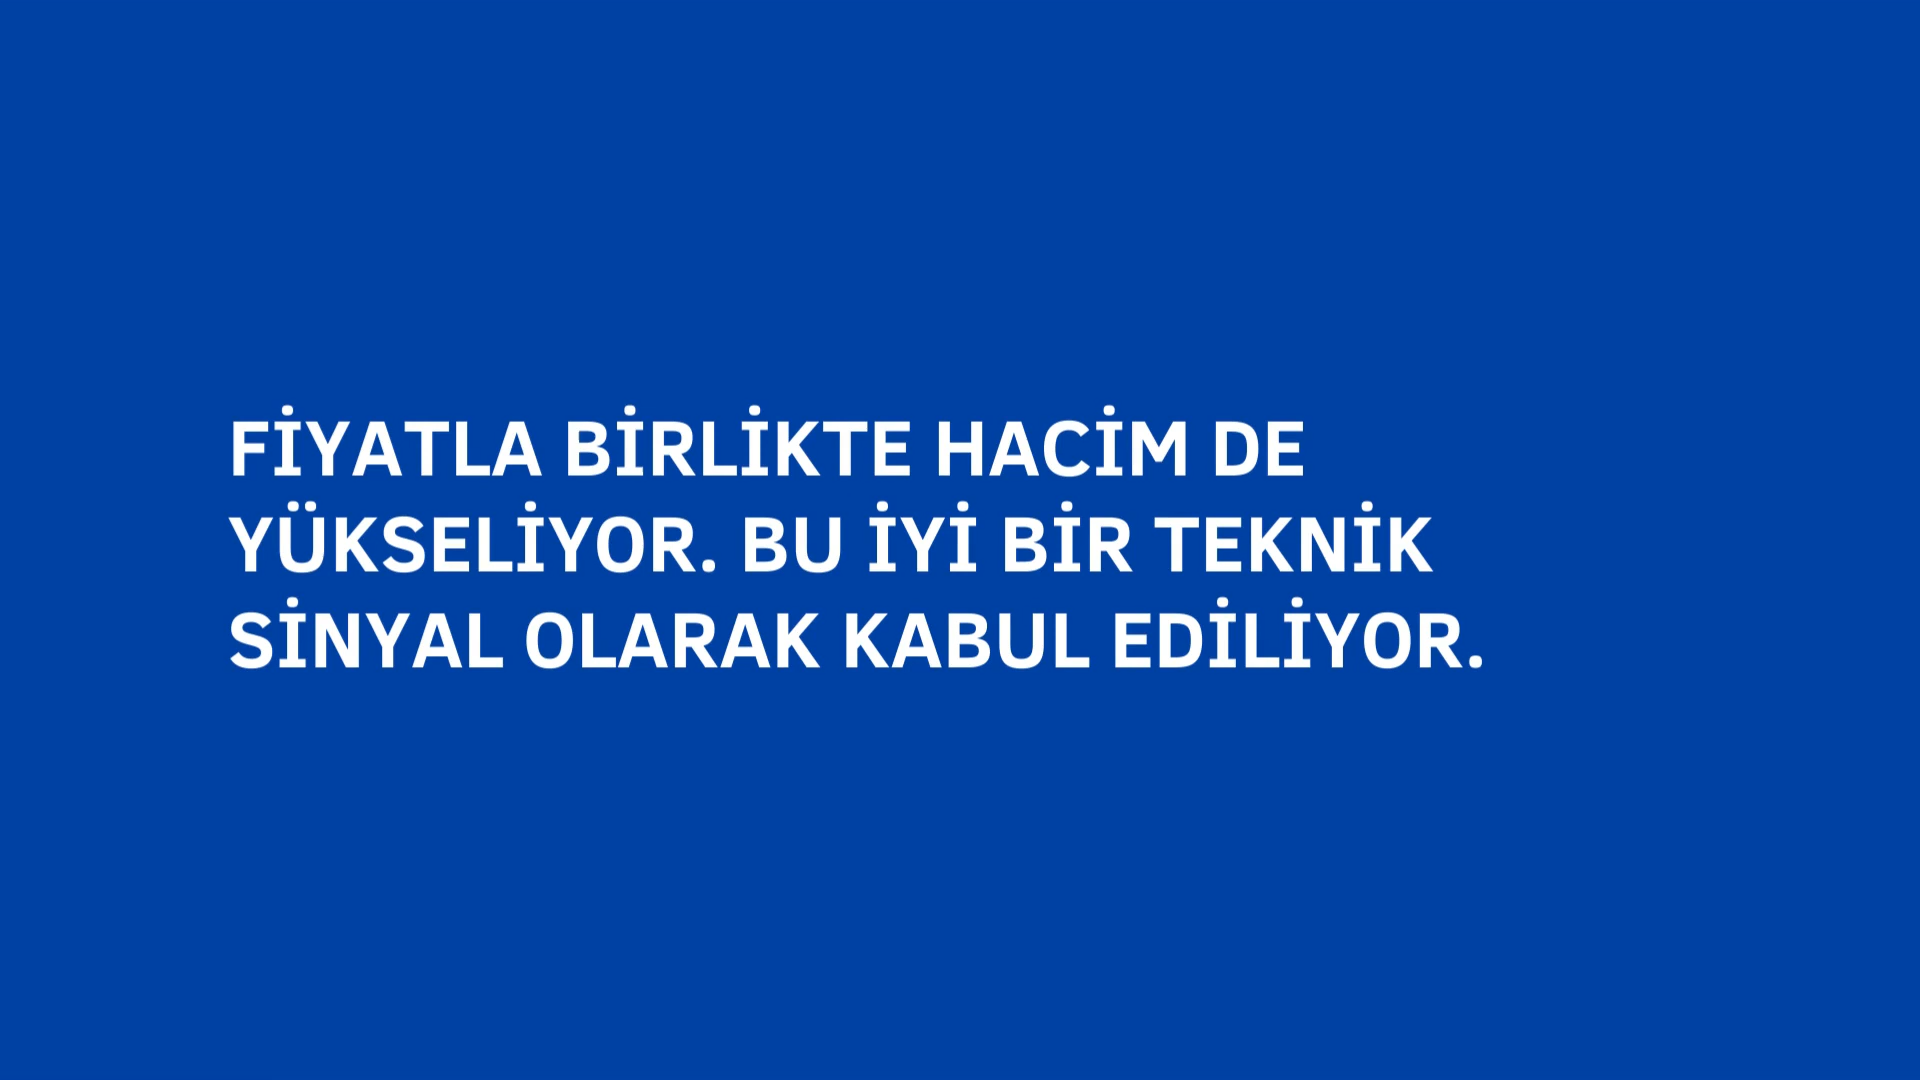 FİYATLA BİRLİKTE HACİM DE
YÜKSELİYOR. BU İYİ BİR TEKNİK
SİNYAL OLARAK KABUL EDİLİYOR.